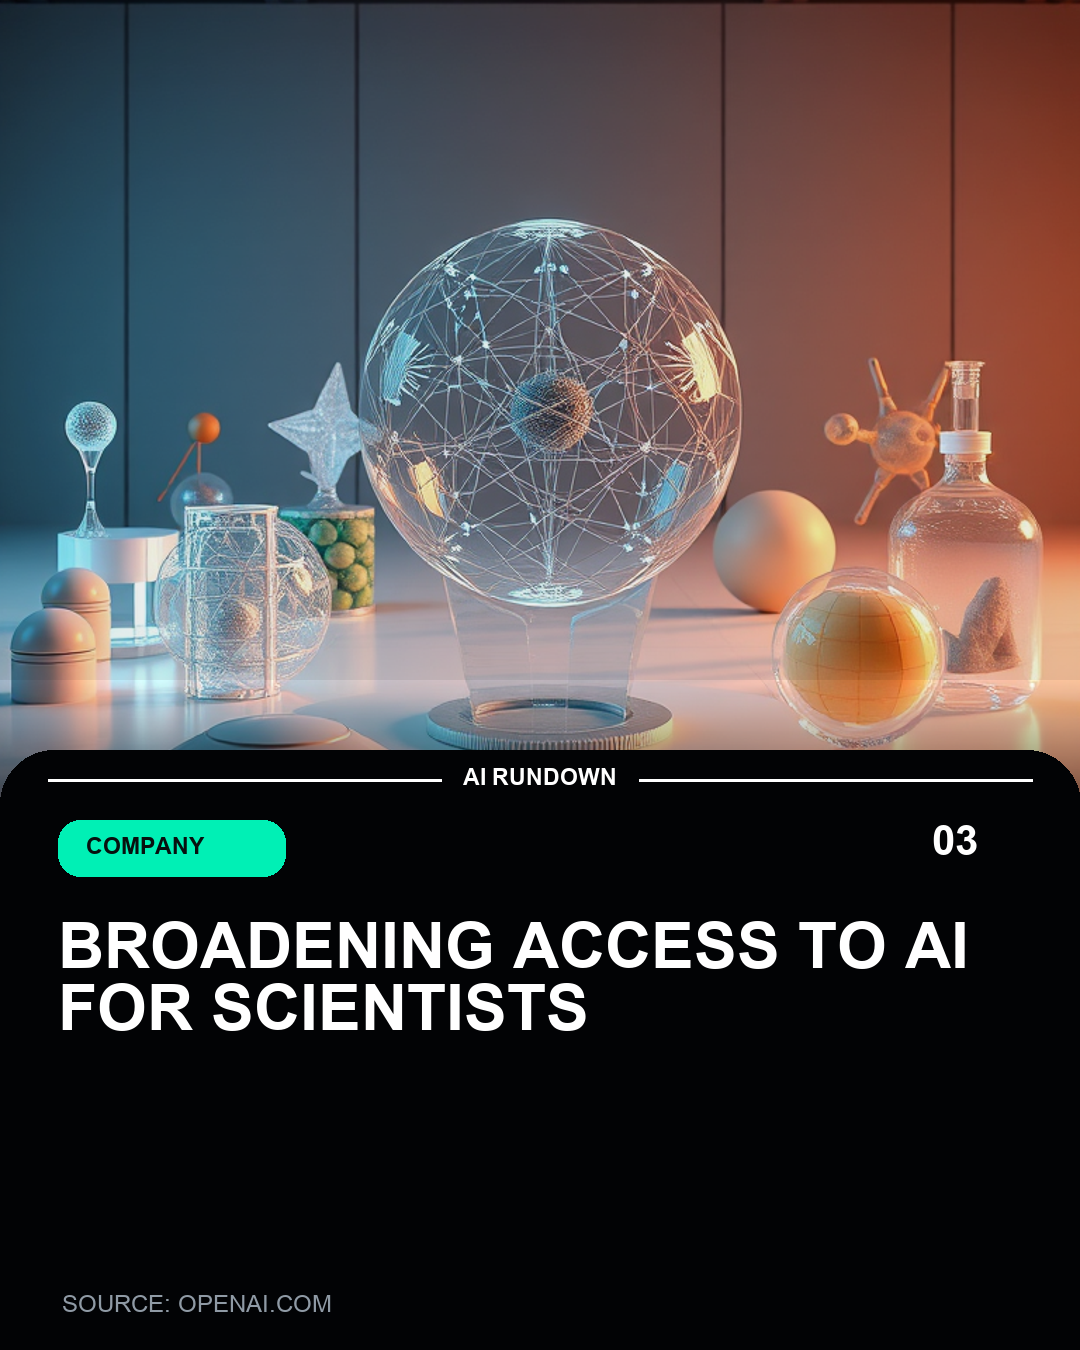 AI RUNDOWN
COMPANY
03
BROADENING ACCESS TO AI
FOR SCIENTISTS
SOURCE: OPENAI.COM